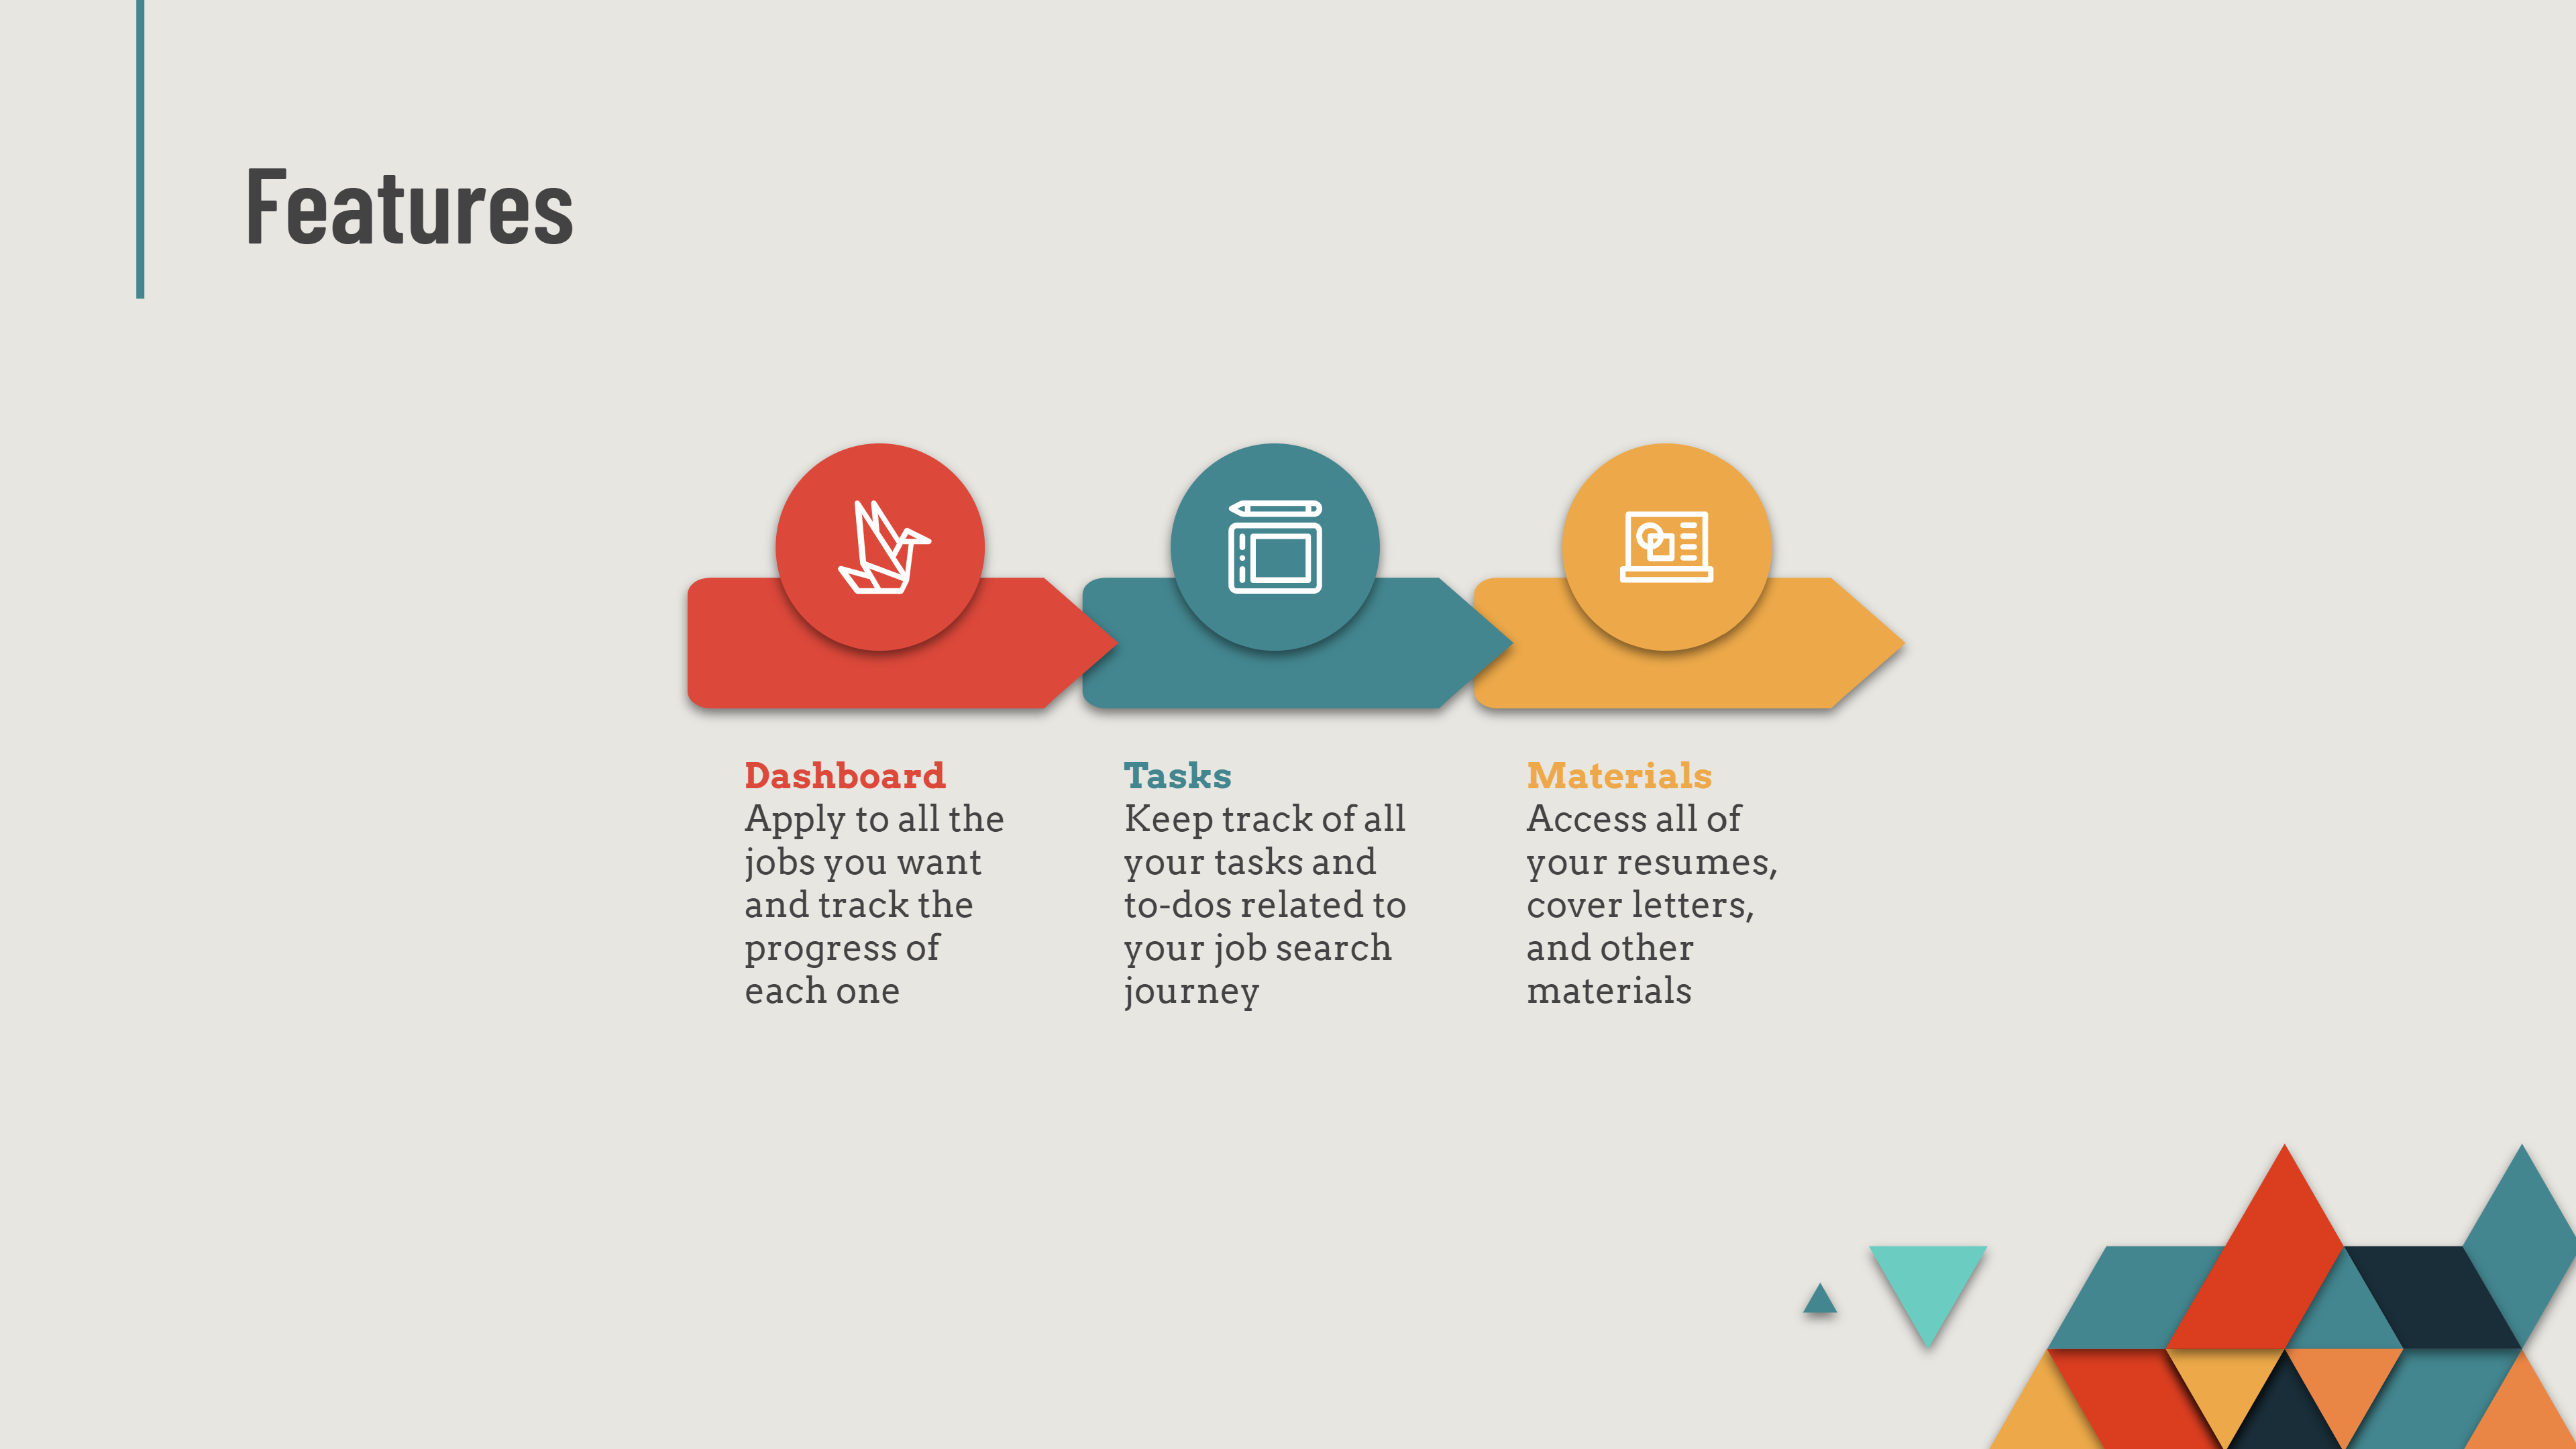 Features
Dashboard
Apply to all the
jobs you want
and track the
progress of
each one
Tasks
Keep track of all
your tasks and
to-dos related to
your job search
journey
Materials
Access all of
your resumes,
cover letters,
and other
materials